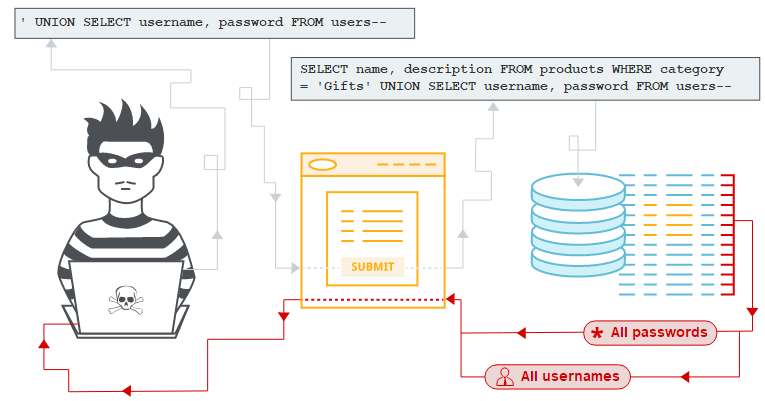 ' UNION SELECT username, password FROM users--
SELECT name, description FROM products WHERE category
= 'Gifts' UNION SELECT username, password FROM users--
SUBMIT
* All passwords
All usernames